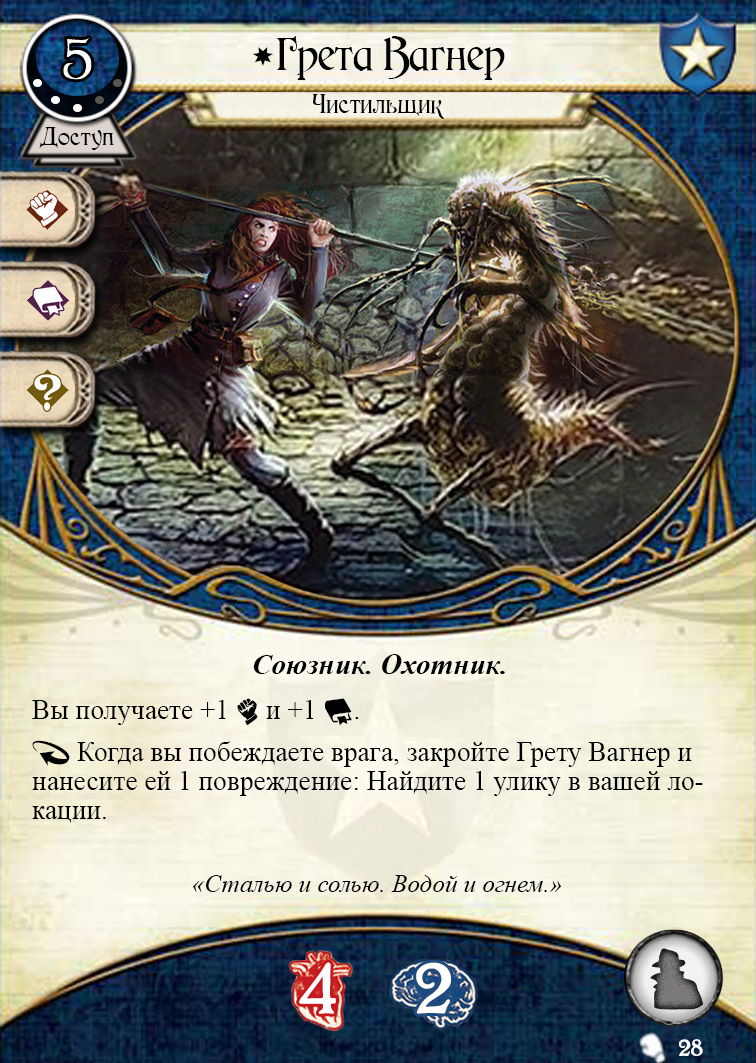 5
Грета Вагнер
Чистильщик
Доступ
Союзник. Охотник.
Вы получаете +1 и +1 .
Когда вы побеждаете врага, закройте Грету Вагнер и
нанесите ей 1 повреждение: Найдите 1 улику в вашей ло-
кации.
«Сталью и солью. Водой и огнем.»
4 2
28